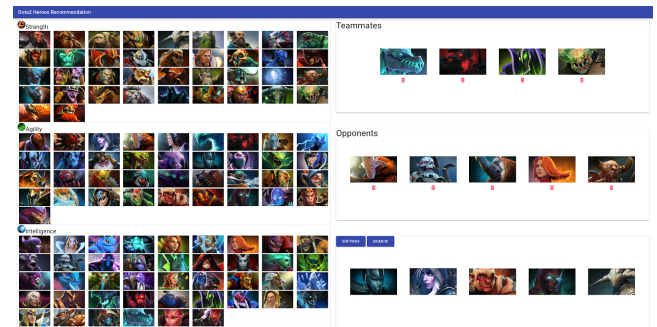 Dota2 Heroes Recommendation
Strength
Teammates
Agility
Opponents
Intelligence
SOFTMAX
SIGMOID